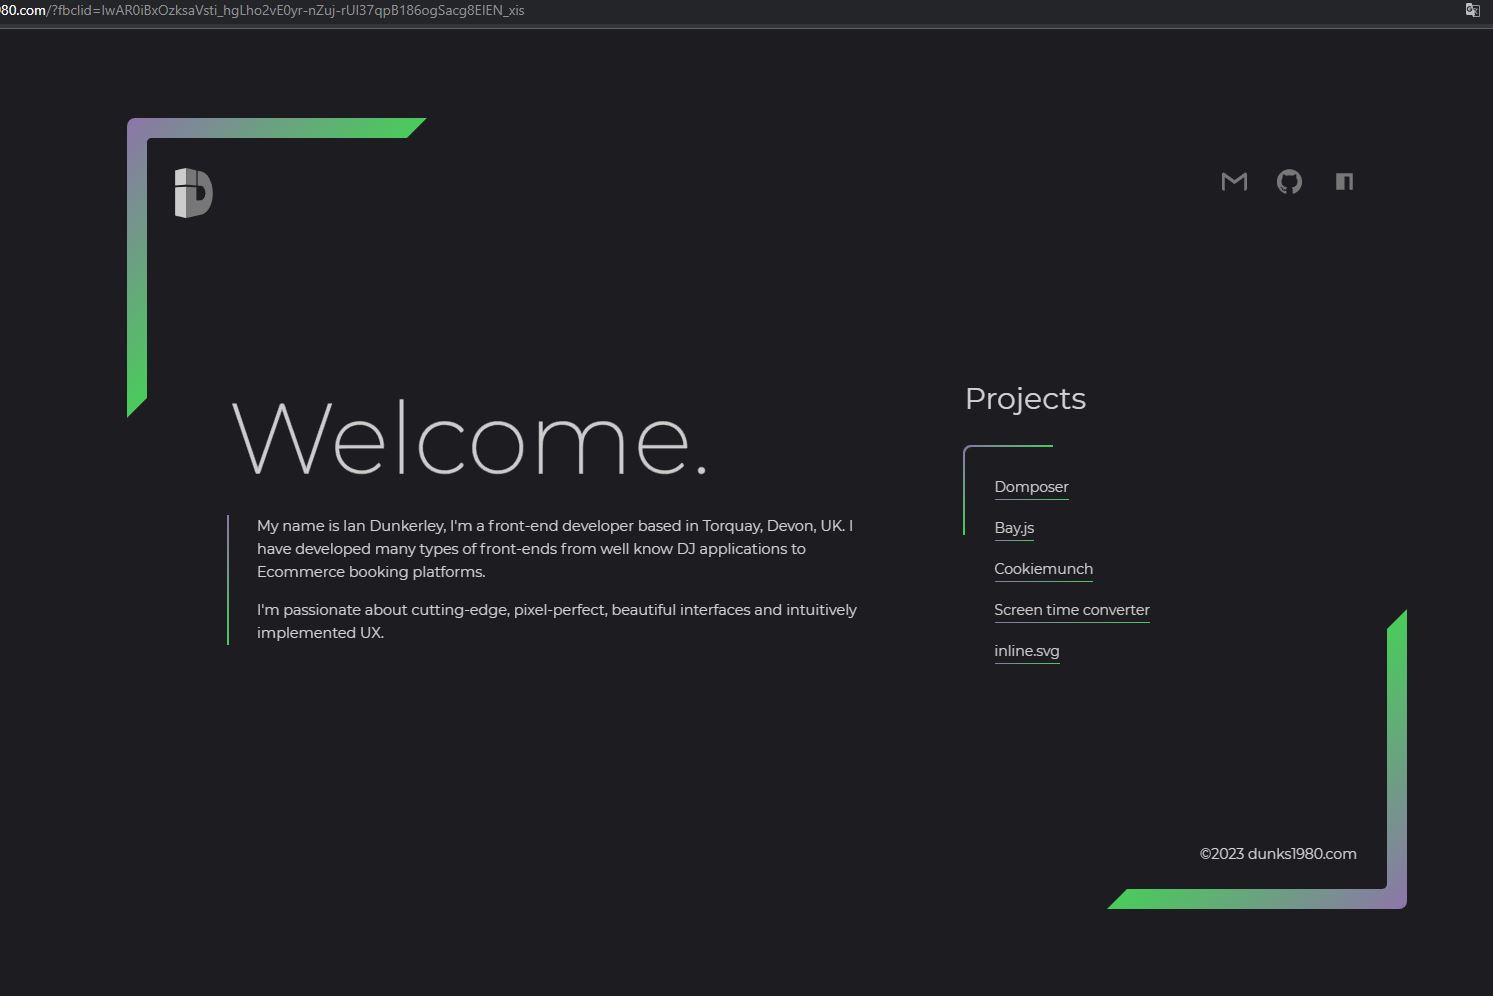 80.com/?fbclid=IwAR0iBxOzksaVsti_hgLho2vE0yr-nZuj-rUI37qpB186ogSacg8EIEN_xis
Welcome.
My name is Ian Dunkerley, I'm a front-end developer based in Torquay, Devon, UK. I
have developed many types of front-ends from well know DJ applications to
Ecommerce booking platforms.
I'm passionate about cutting-edge, pixel-perfect, beautiful interfaces and intuitively
implemented UX.
Projects
Domposer
Bay.js
Cookiemunch
Screen time converter
inline.svg
©2023 dunks1980.com